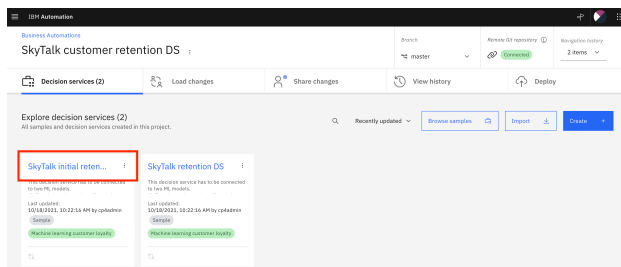 IBM Automation
Business Automations
SkyTalk customer retention DS
Branch
master
Remote Git repository
Connected
Navigation history
2 items
Decision services (2)
Load changes
Share changes
View history
Deploy
Explore decision services (2)
All samples and decision services created in this project.
Recently updated
Browse samples
Import
Create +
SkyTalk initial reten...
This decision service has to be connected
to two ML models.
Last updated:
10/18/2021, 10:22:16 AM by cp4admin
Sample
Machine learning customer loyalty
SkyTalk retention DS
This decision service has to be connected
to two ML models.
Last updated:
10/18/2021, 10:22:16 AM by cp4admin
Sample
Machine learning customer loyalty